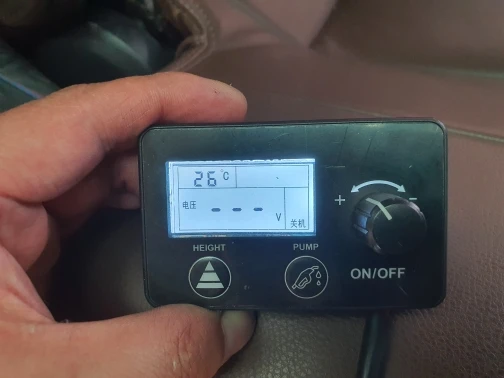 26°C
电压 - - - V
关机
+ -
HEIGHT
PUMP
ON/OFF